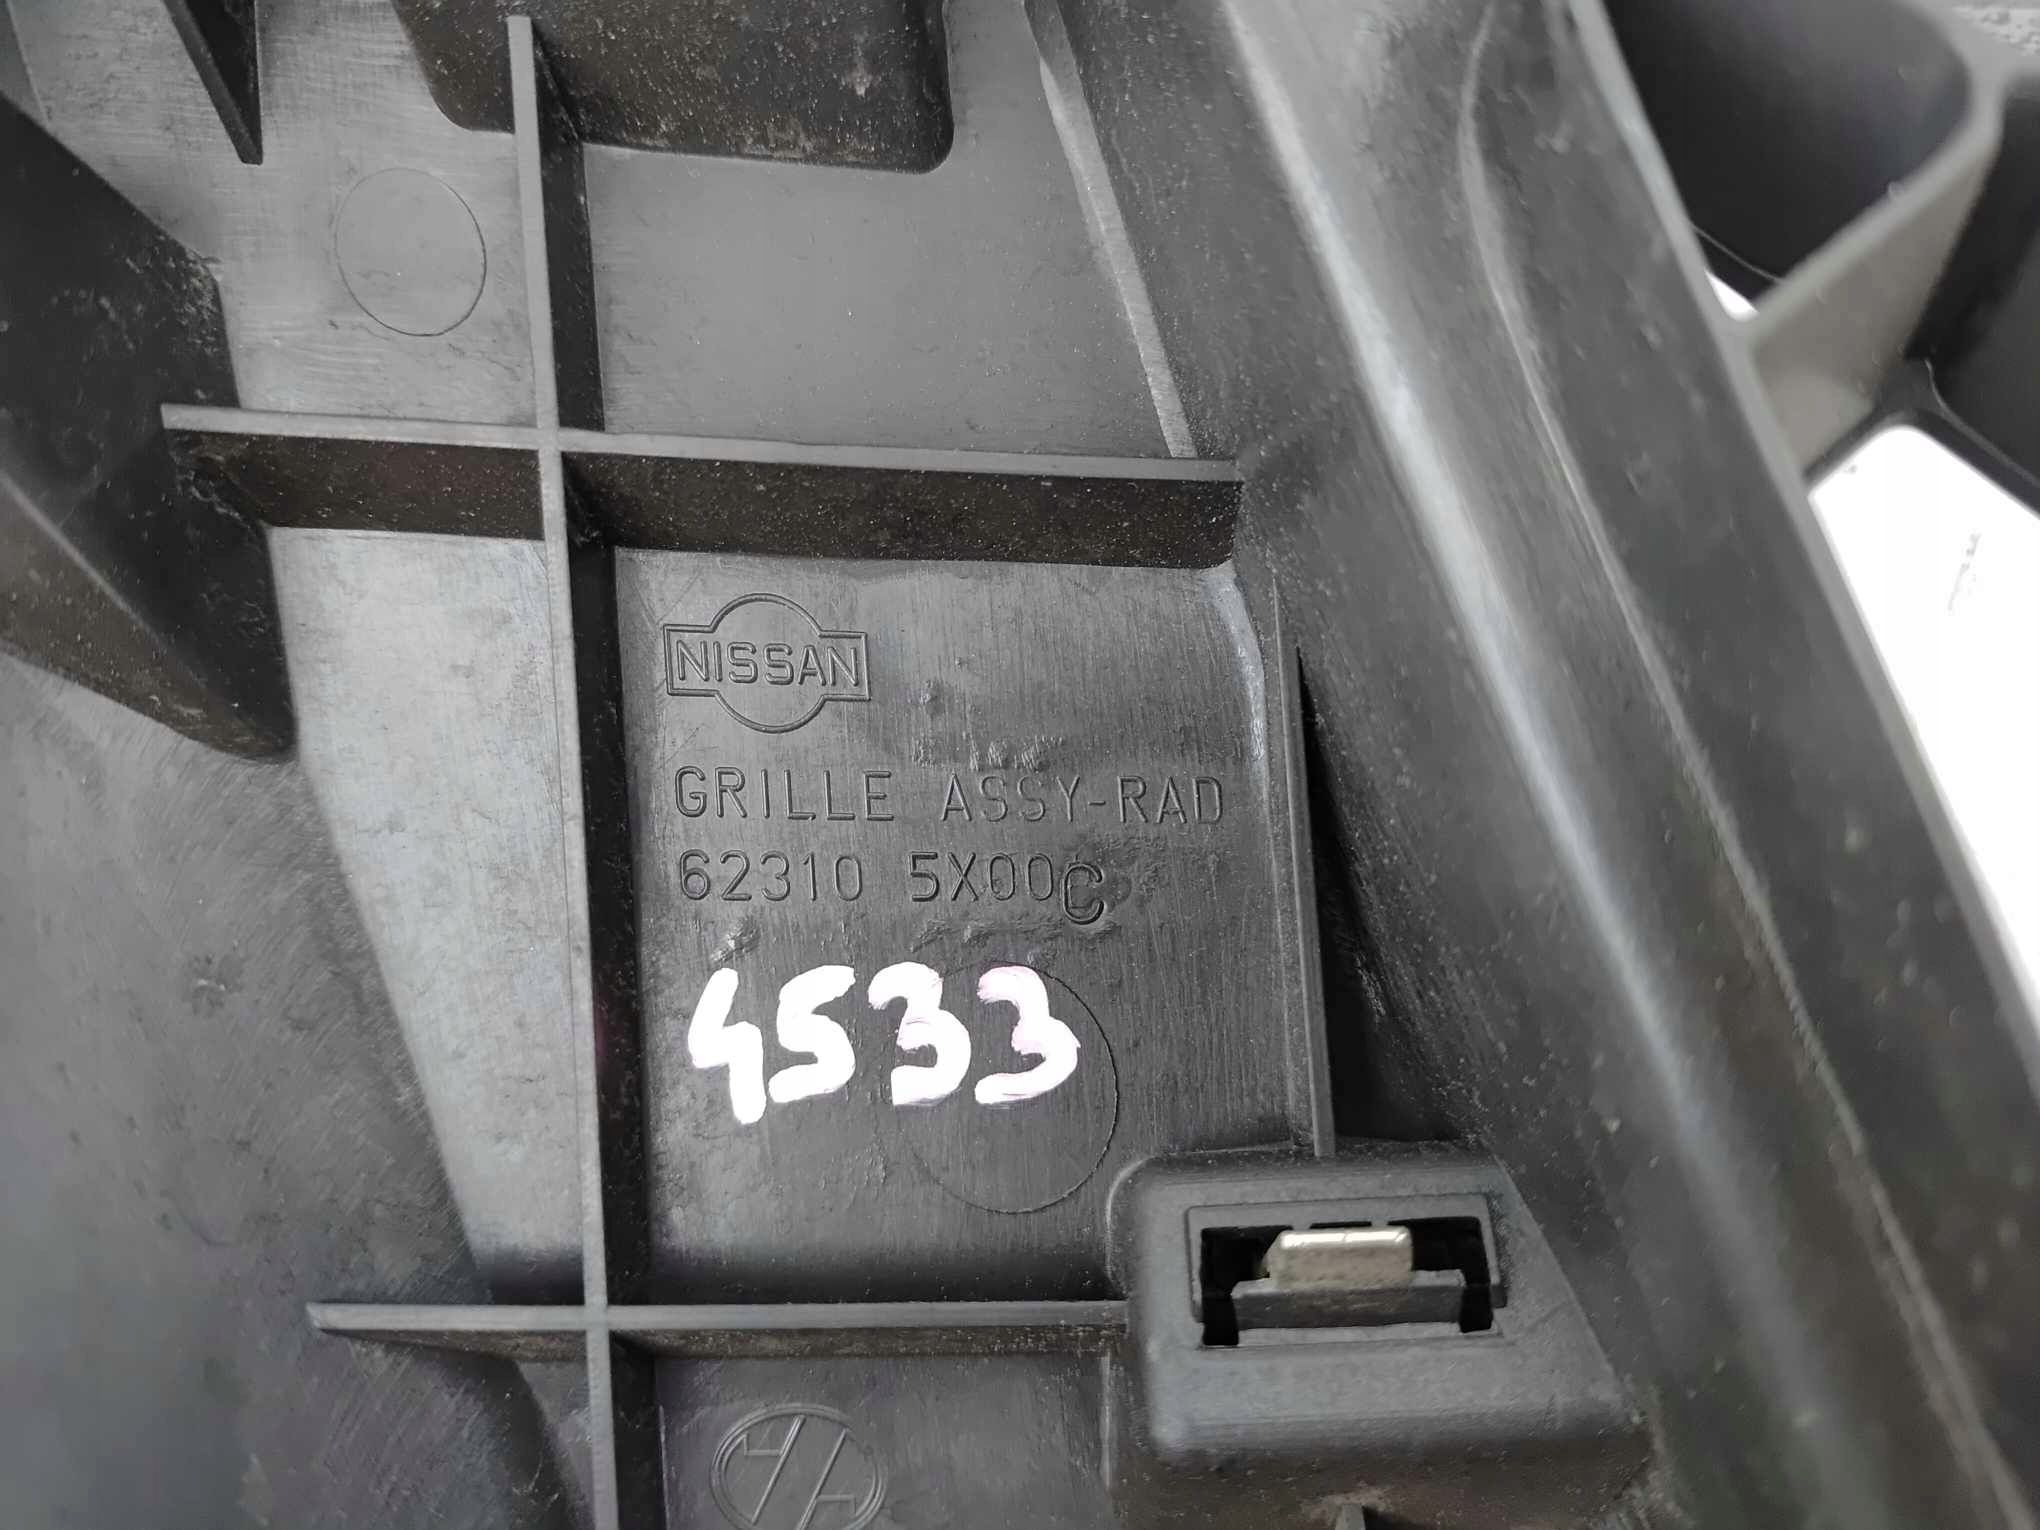 NISSAN
GRILLE ASSY-RAD
62310 5X00C
4533